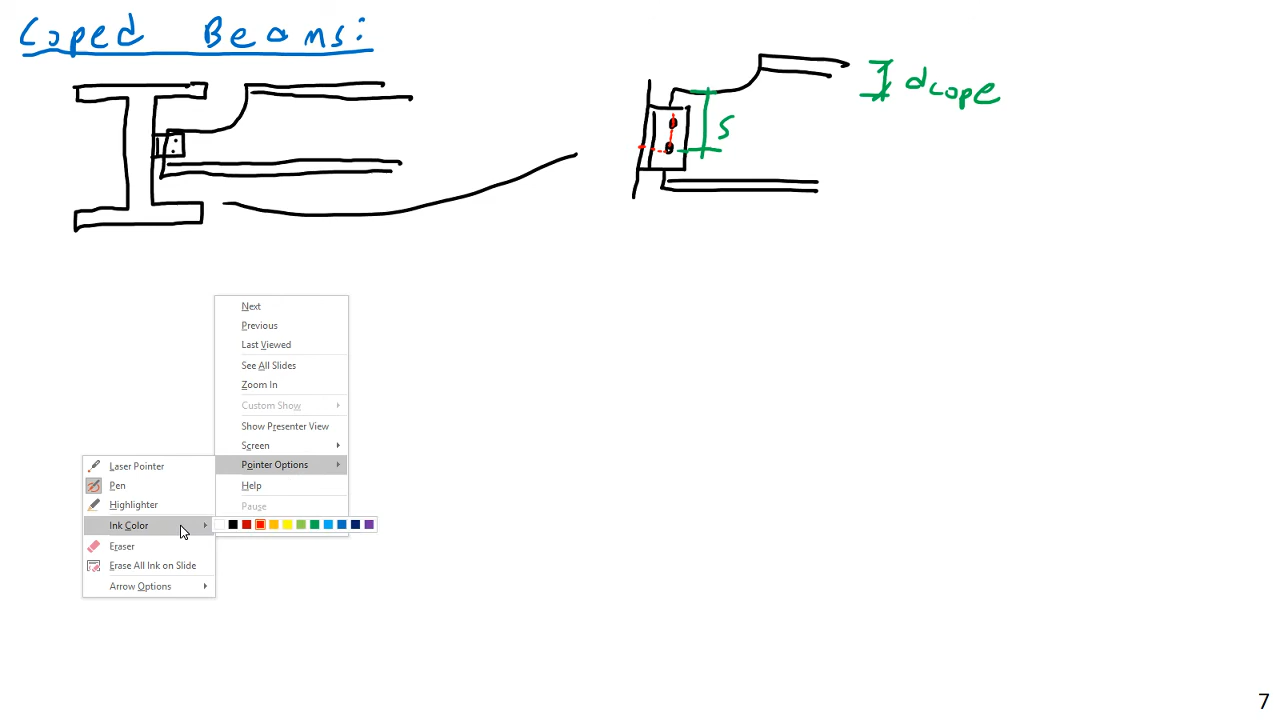 Coped Beams:
dcope
S
Next
Previous
Last Viewed
See All Slides
Zoom In
Custom Show
Show Presenter View
Screen
Pointer Options
Help
Pause
Laser Pointer
Pen
Highlighter
Ink Color
Eraser
Erase All Ink on Slide
Arrow Options
7